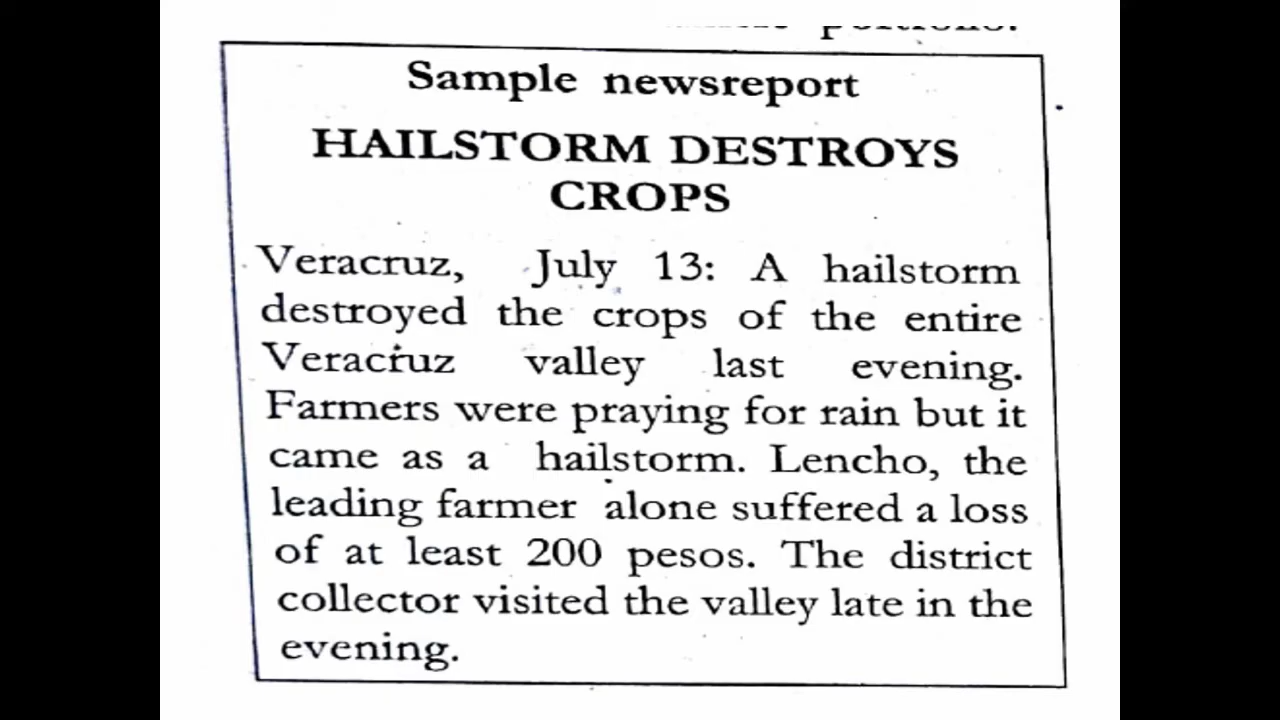 portfolio.
Sample newsreport
HAILSTORM DESTROYS
CROPS
Veracruz, July 13: A hailstorm
destroyed the crops of the entire
Veracruz valley last evening.
Farmers were praying for rain but it
came as a hailstorm. Lencho, the
leading farmer alone suffered a loss
of at least 200 pesos. The district
collector visited the valley late in the
evening.